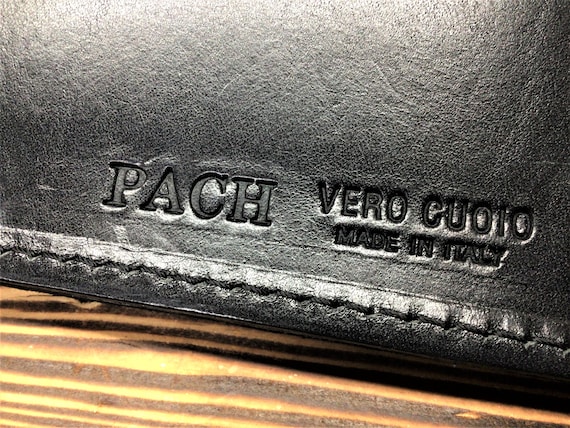 PACH
VERO CUOIO
MADE IN ITALY